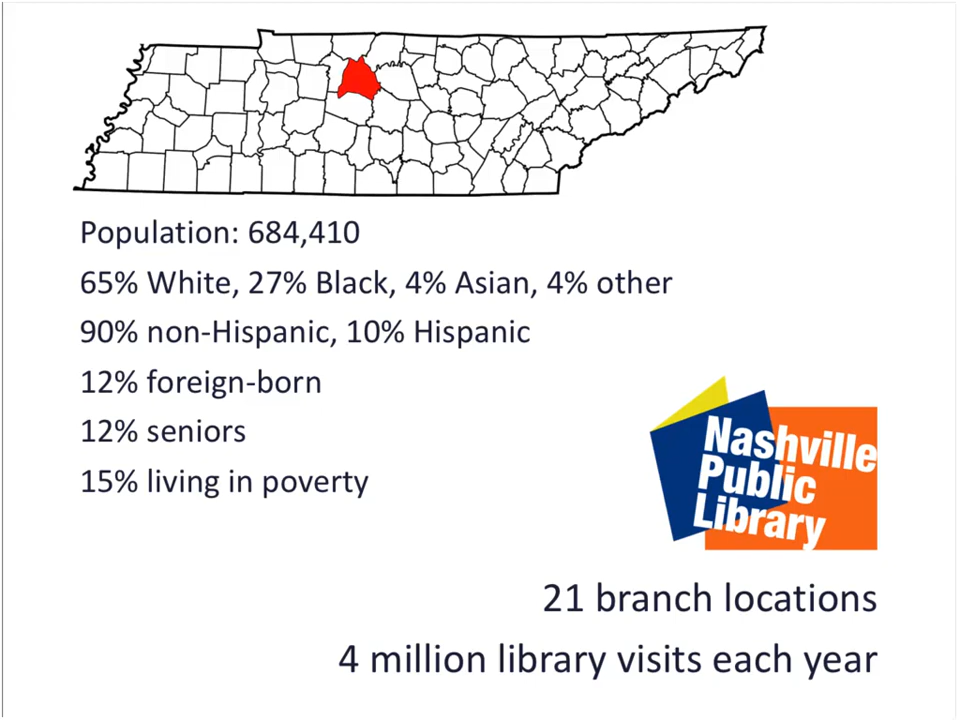 Population: 684,410
65% White, 27% Black, 4% Asian, 4% other
90% non-Hispanic, 10% Hispanic
12% foreign-born
12% seniors
15% living in poverty
Nashville
Public
Library
21 branch locations
4 million library visits each year